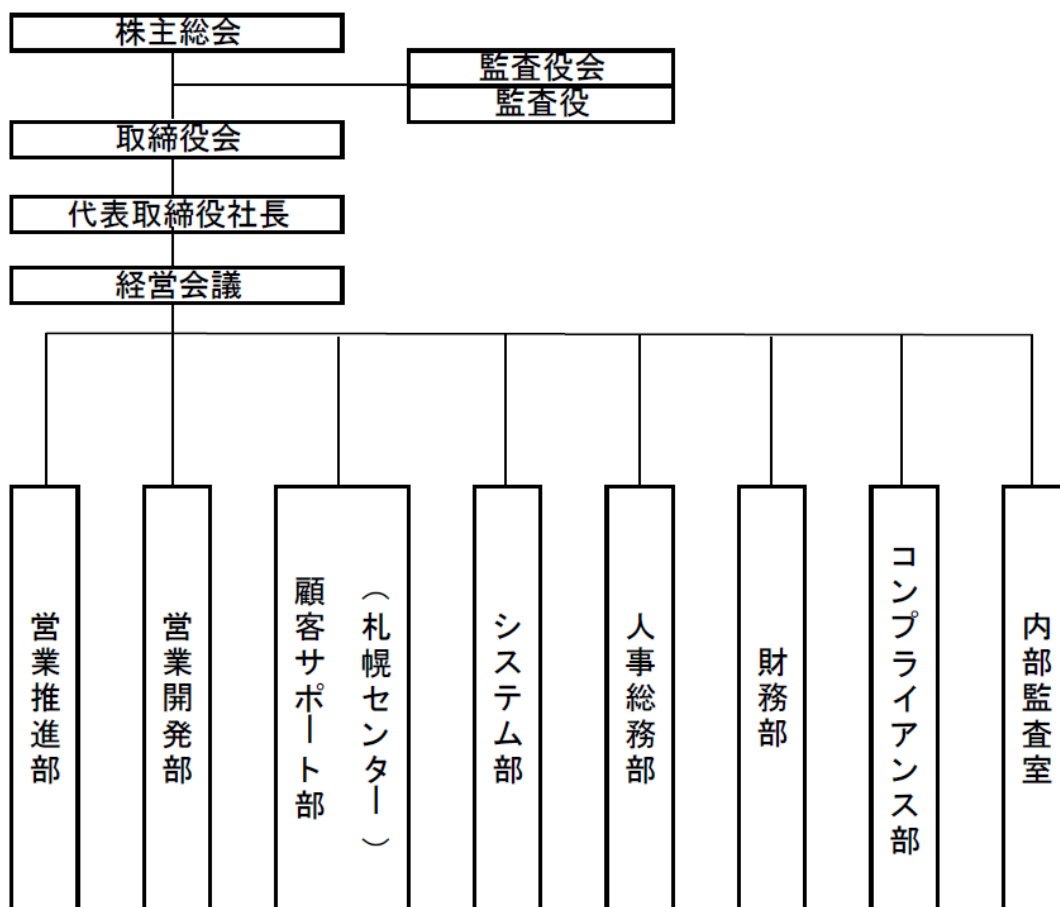 株主総会
監査役会
監査役
取締役会
代表取締役社長
経営会議
営業推進部
営業開発部
顧客サポート部
（札幌センター）
システム部
人事総務部
財務部
コンプライアンス部
内部監査室